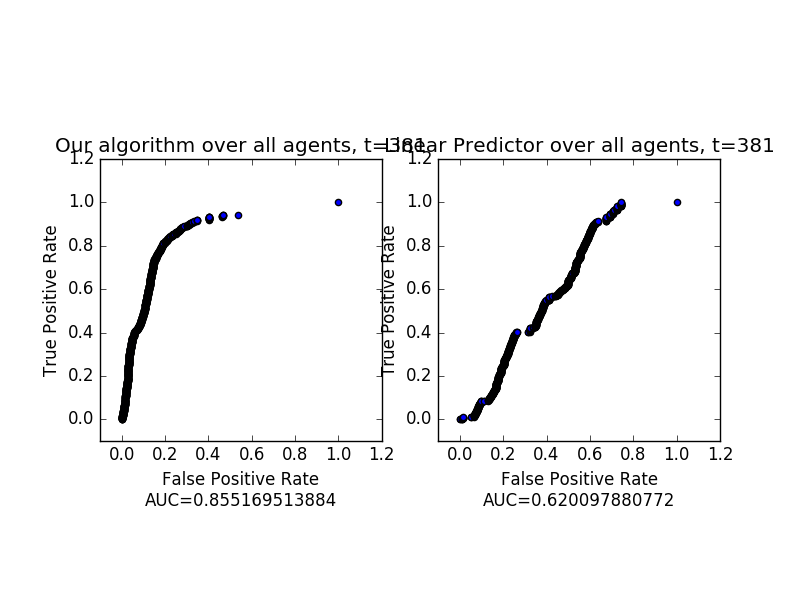 Our algorithm over all agents, t=381
Linear Predictor over all agents, t=381
True Positive Rate
1.2
1.0
0.8
0.6
0.4
0.2
0.0
0.0 0.2 0.4 0.6 0.8 1.0 1.2
False Positive Rate
AUC=0.855169513884
True Positive Rate
1.2
1.0
0.8
0.6
0.4
0.2
0.0
0.0 0.2 0.4 0.6 0.8 1.0 1.2
False Positive Rate
AUC=0.620097880772